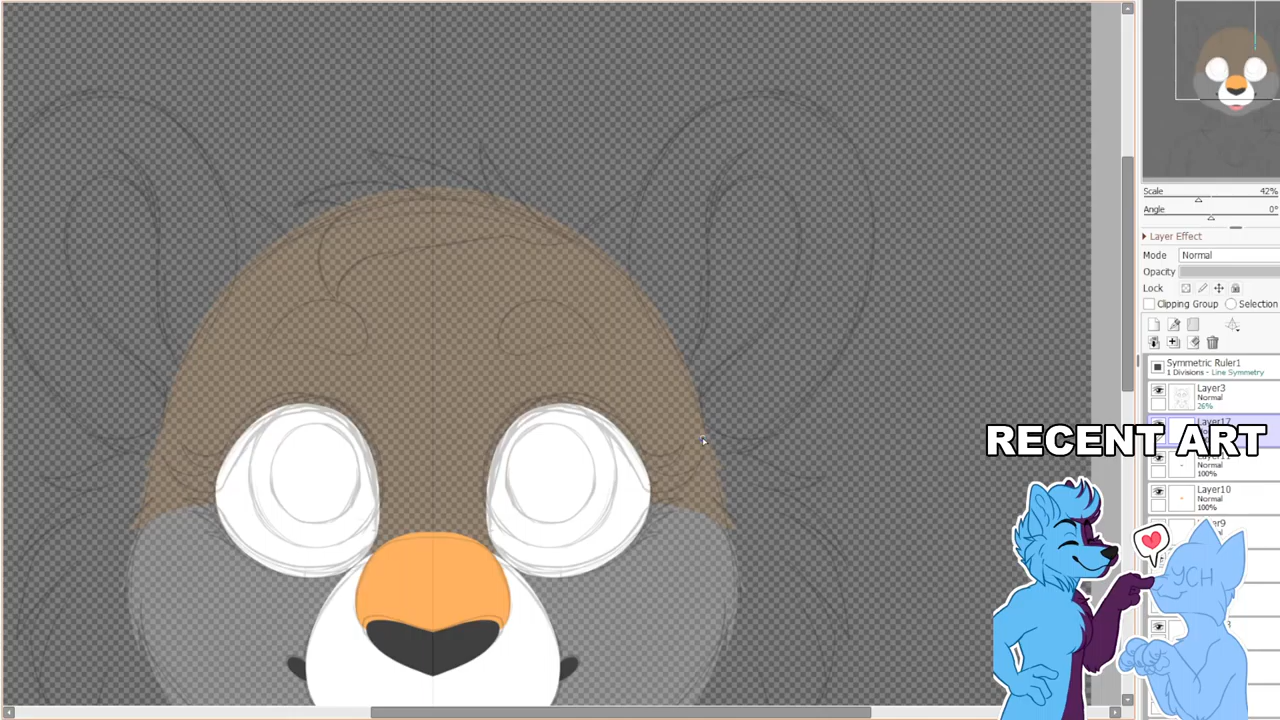 Scale 42%
Angle 0°
Layer Effect
Mode Normal
Opacity
Lock
Clipping Group Selection
Symmetric Ruler1
1 Divisions - Line Symmetry
Layer3
Normal
26%
Layer17
RECENT ART
Normal
100%
Layer10
Normal
100%
YCH